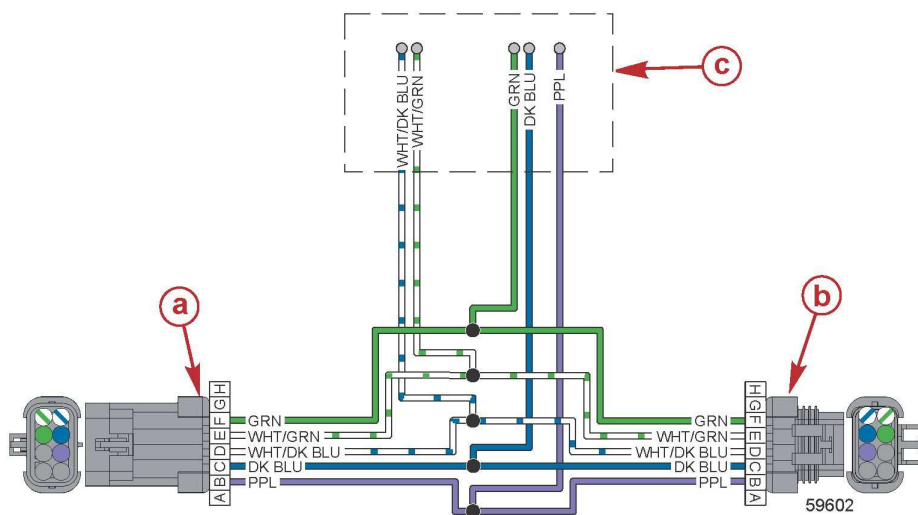 c
WHT/DK BLU
WHT/GRN
GRN
DK BLU
PPL
a
b
H
G
F
E
D
C
B
A
GRN
WHT/GRN
WHT/DK BLU
DK BLU
PPL
GRN
WHT/GRN
WHT/DK BLU
DK BLU
PPL
H
G
F
E
D
C
B
A
59602